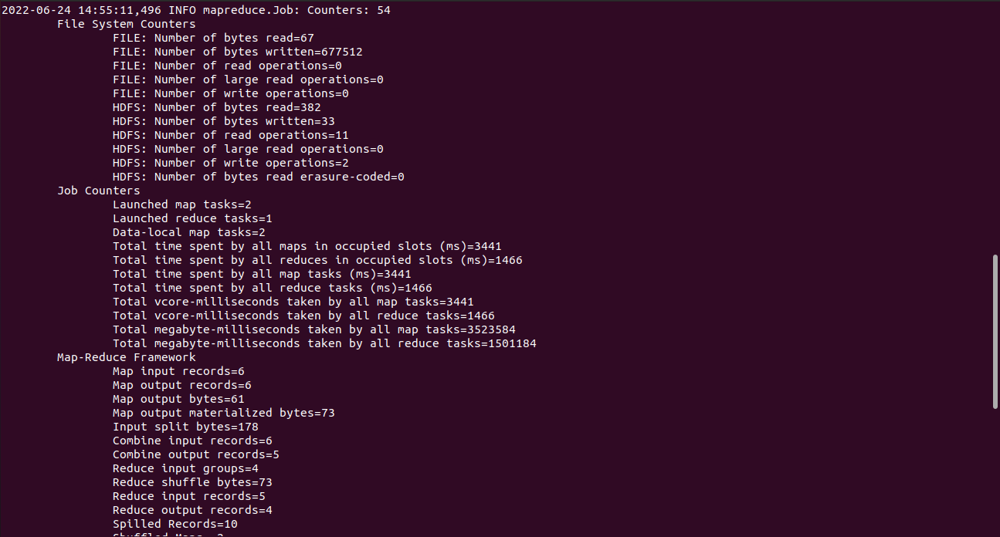 2022-06-24 14:55:11,496 INFO mapreduce.Job: Counters: 54
File System Counters
FILE: Number of bytes read=67
FILE: Number of bytes written=677512
FILE: Number of read operations=0
FILE: Number of large read operations=0
FILE: Number of write operations=0
HDFS: Number of bytes read=382
HDFS: Number of bytes written=33
HDFS: Number of read operations=11
HDFS: Number of large read operations=0
HDFS: Number of write operations=2
HDFS: Number of bytes read erasure-coded=0
Job Counters
Launched map tasks=2
Launched reduce tasks=1
Data-local map tasks=2
Total time spent by all maps in occupied slots (ms)=3441
Total time spent by all reduces in occupied slots (ms)=1466
Total time spent by all map tasks (ms)=3441
Total time spent by all reduce tasks (ms)=1466
Total vcore-milliseconds taken by all map tasks=3441
Total vcore-milliseconds taken by all reduce tasks=1466
Total megabyte-milliseconds taken by all map tasks=3523584
Total megabyte-milliseconds taken by all reduce tasks=1501184
Map-Reduce Framework
Map input records=6
Map output records=6
Map output bytes=61
Map output materialized bytes=73
Input split bytes=178
Combine input records=6
Combine output records=5
Reduce input groups=4
Reduce shuffle bytes=73
Reduce input records=5
Reduce output records=4
Spilled Records=10